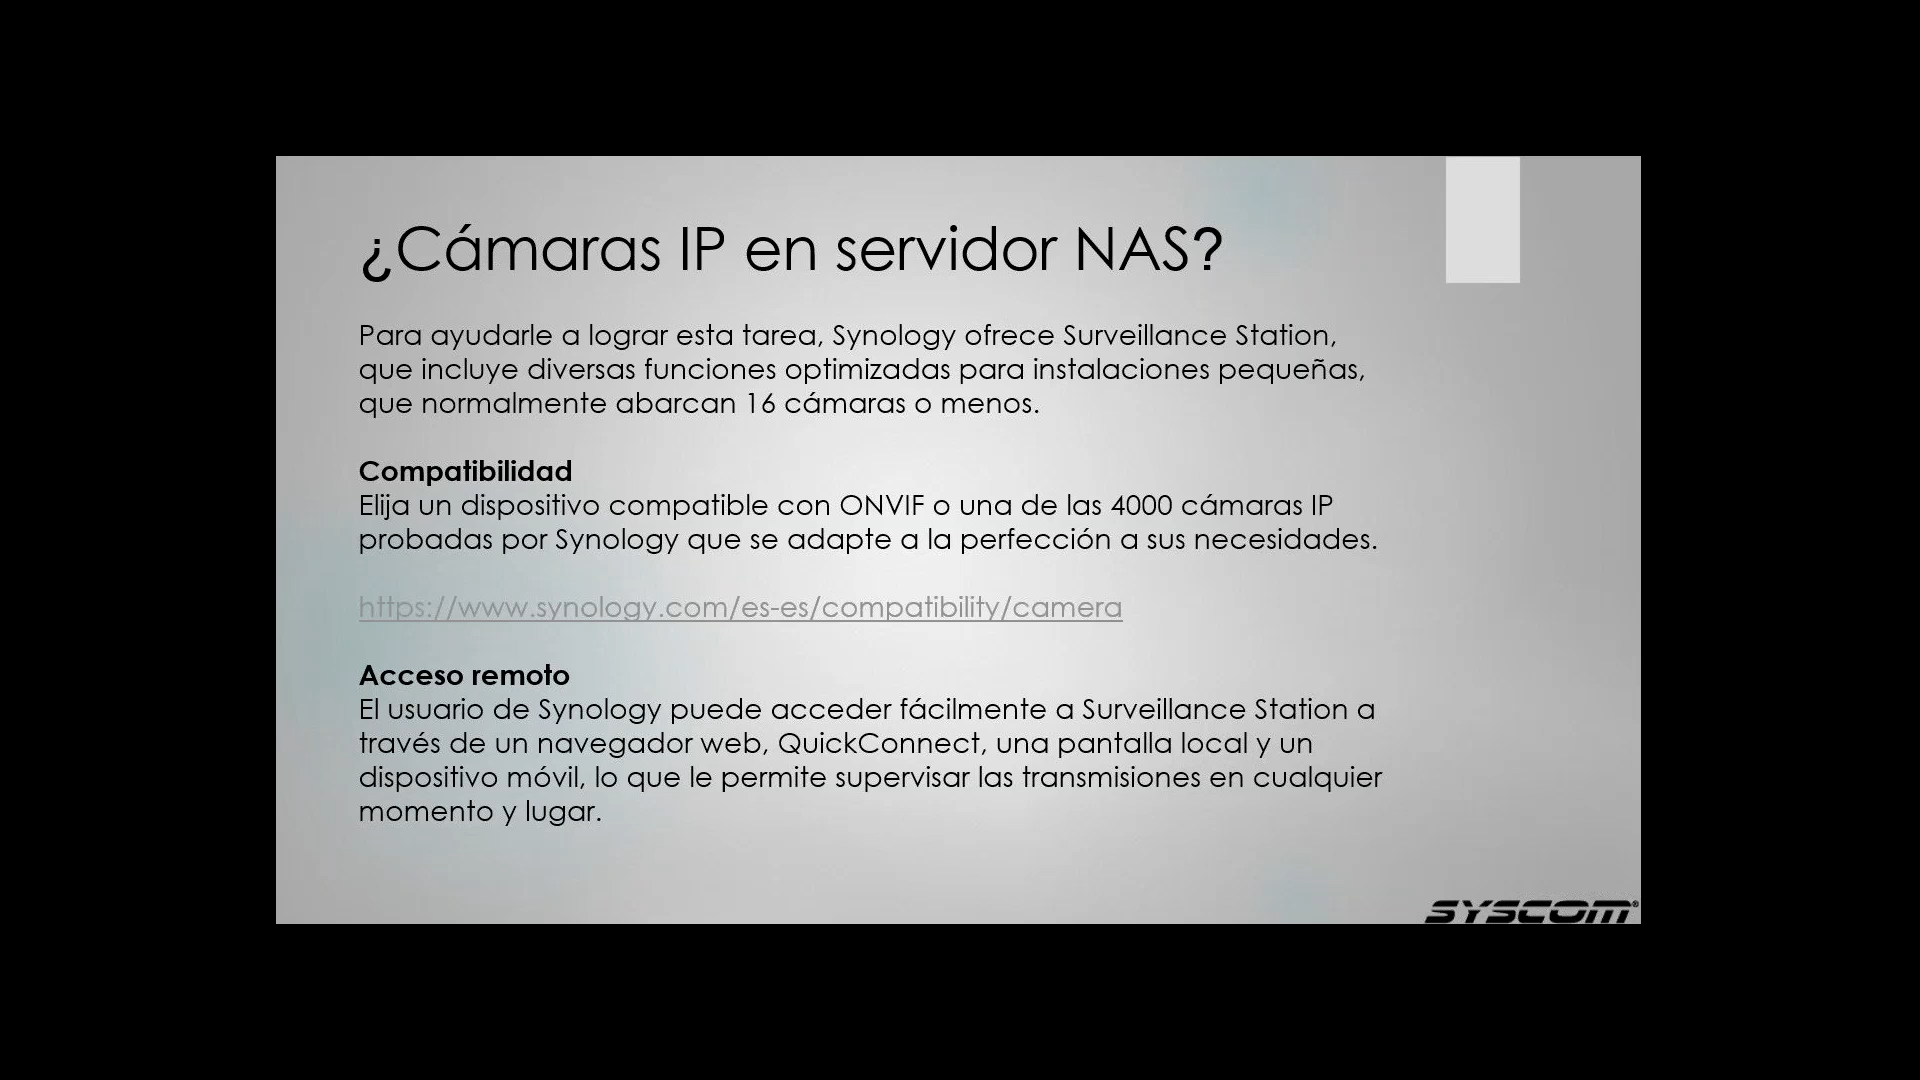 ¿Cámaras IP en servidor NAS?
Para ayudarle a lograr esta tarea, Synology ofrece Surveillance Station,
que incluye diversas funciones optimizadas para instalaciones pequeñas,
que normalmente abarcan 16 cámaras o menos.
Compatibilidad
Elija un dispositivo compatible con ONVIF o una de las 4000 cámaras IP
probadas por Synology que se adapte a la perfección a sus necesidades.
https://www.synology.com/es-es/compatibility/camera
Acceso remoto
El usuario de Synology puede acceder fácilmente a Surveillance Station a
través de un navegador web, QuickConnect, una pantalla local y un
dispositivo móvil, lo que le permite supervisar las transmisiones en cualquier
momento y lugar.
SYSCOM®